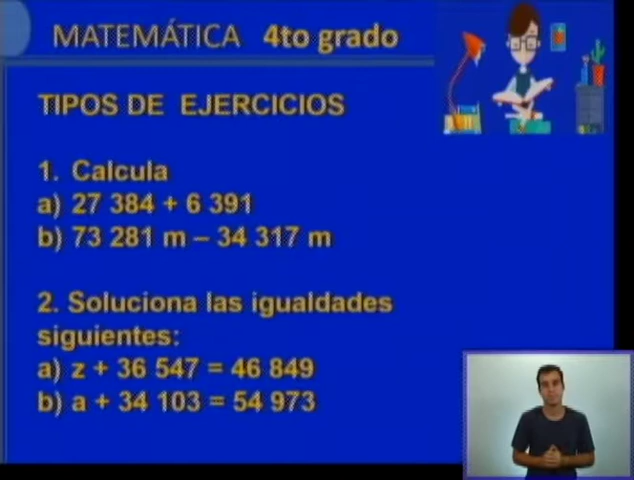 MATEMÁTICA 4to grado
TIPOS DE EJERCICIOS
1. Calcula
a) 27 384 + 6 391
b) 73 281 m – 34 317 m
2. Soluciona las igualdades
siguientes:
a) z + 36 547 = 46 849
b) a + 34 103 = 54 973